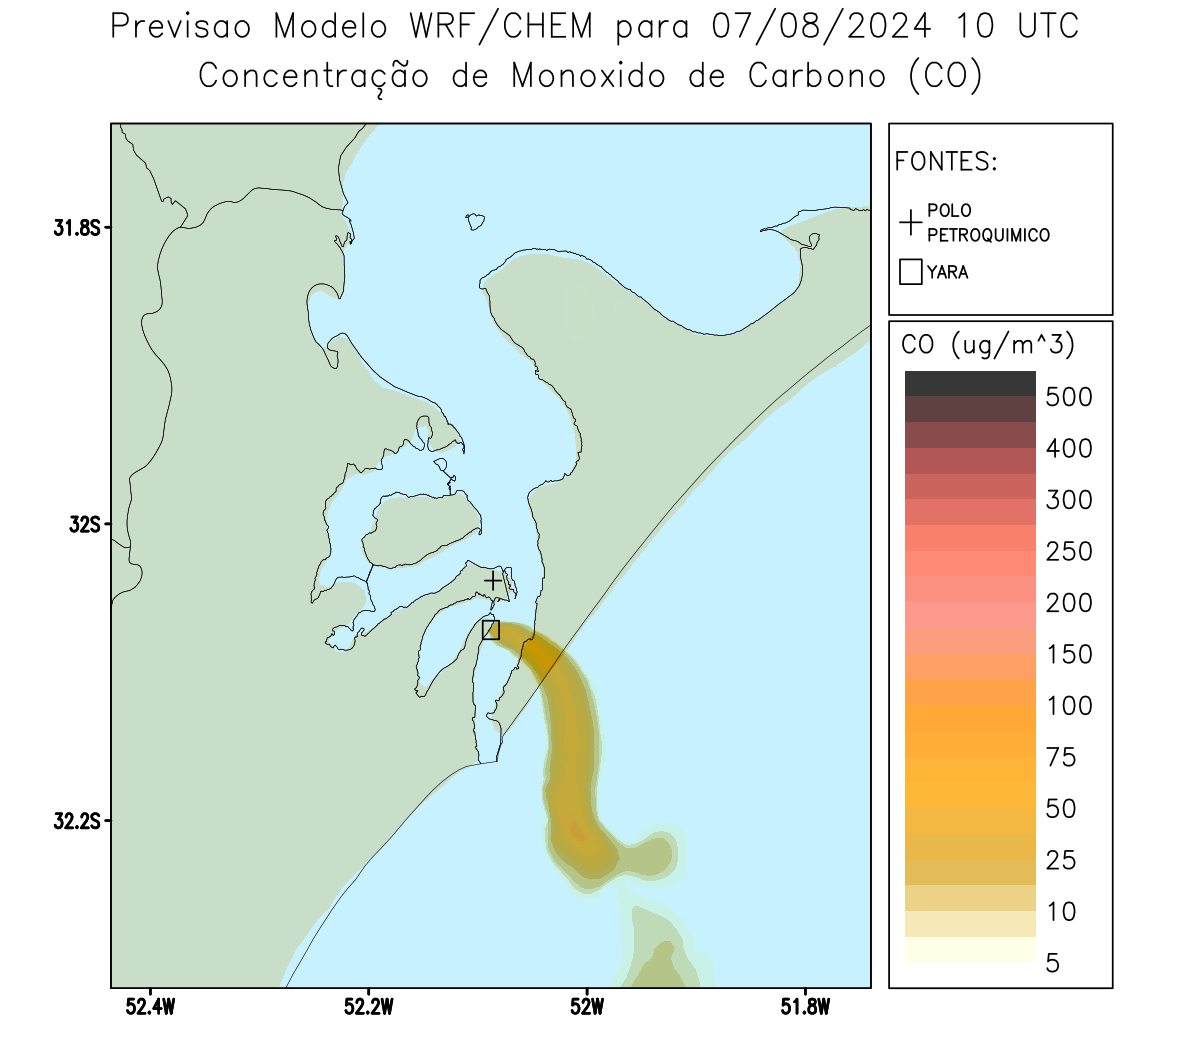 Previsao Modelo WRF/CHEM para 07/08/2024 10 UTC
Concentração de Monoxido de Carbono (CO)
FONTES:
POLO
PETROQUIMICO
YARA
CO (ug/m^3)
500
400
300
250
200
150
100
75
50
25
10
5
31.8S
32S
32.2S
52.4W
52.2W
52W
51.8W